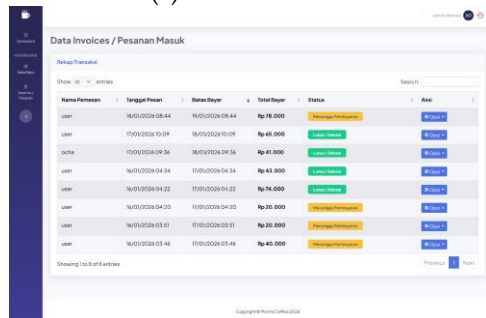 Data Invoices / Pesanan Masuk
Rekap Transaksi
Show 10 entries
Search:
Nama Pemesan Tanggal Pesan Batas Bayar Total Bayar Status Aksi
user 18/01/2026 08:44 19/01/2026 08:44 Rp 78.000 Menunggu Pembayaran Opsi
user 17/01/2026 10:09 18/01/2026 10:09 Rp 65.000 Lunas / Selesai Opsi
ocha 17/01/2026 09:36 18/01/2026 09:36 Rp 41.000 Lunas / Selesai Opsi
user 16/01/2026 04:34 17/01/2026 04:34 Rp 43.000 Lunas / Selesai Opsi
user 16/01/2026 04:22 17/01/2026 04:22 Rp 74.000 Lunas / Selesai Opsi
user 16/01/2026 04:20 17/01/2026 04:20 Rp 20.000 Menunggu Pembayaran Opsi
user 16/01/2026 03:51 17/01/2026 03:51 Rp 20.000 Menunggu Pembayaran Opsi
user 16/01/2026 03:46 17/01/2026 03:46 Rp 40.000 Menunggu Pembayaran Opsi
Showing 1 to 8 of 8 entries
Previous 1 Next